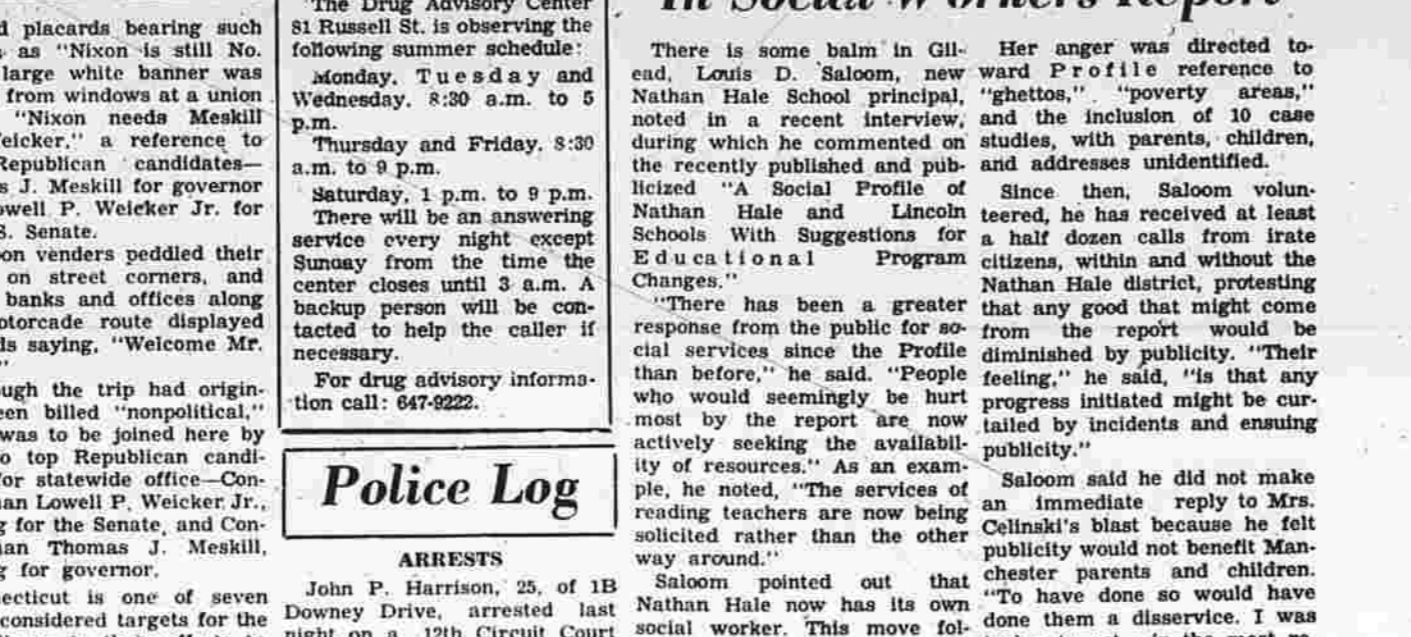 placards bearing such
as "Nixon is still No.
large white banner was
from windows at a union
"Nixon needs Meskill
a reference to
Republican candidates—
J. Meskill for governor
P. Weicker Jr. for
Senate.
venders peddled their
on street corners, and
banks and offices along
route displayed
saying, "Welcome Mr.
the trip had origin-
billed "nonpolitical,"
was to be joined here by
top Republican candi-
statewide office—Con-
Lowell P. Weicker Jr.,
for the Senate, and Con-
Thomas J. Meskill,
for governor.
is one of seven
considered targets for the
The Drug Advisory Center
81 Russell St. is observing the
following summer schedule:
Monday, Tuesday and
Wednesday, 8:30 a.m. to 5
p.m.
Thursday and Friday, 8:30
a.m. to 9 p.m.
Saturday, 1 p.m. to 9 p.m.
There will be an answering
service every night except
Sunday from the time the
center closes until 3 a.m. A
backup person will be con-
tacted to help the caller if
necessary.
For drug advisory informa-
tion call: 647-9222.
Police Log
ARRESTS
John P. Harrison, 25, of 1B
Downey Drive, arrested last
night on a 12th Circuit Court
In Social Workers Report
There is some balm in Gil-
ead, Louis D. Saloom, new
Nathan Hale School principal,
noted in a recent interview,
during which he commented on
the recently published and pub-
licized "A Social Profile of
Nathan Hale and Lincoln
Schools With Suggestions for
Educational Program
Changes."
"There has been a greater
response from the public for so-
cial services since the Profile
than before," he said. "People
who would seemingly be hurt
most by the report are now
actively seeking the availabil-
ity of resources." As an exam-
ple, he noted, "The services of
reading teachers are now being
solicited rather than the other
way around."
Saloom pointed out that
Nathan Hale now has its own
social worker. This move fol-
Her anger was directed to-
ward Profile reference to
"ghettos," "poverty areas,"
and the inclusion of 10 case
studies, with parents, children,
and addresses unidentified.
Since then, Saloom volun-
teered, he has received at least
a half dozen calls from irate
citizens, within and without the
Nathan Hale district, protesting
that any good that might come
from the report would be
diminished by publicity. "Their
feeling," he said, "is that any
progress initiated might be cur-
tailed by incidents and ensuing
publicity."
Saloom said he did not make
an immediate reply to Mrs.
Celinski's blast because he felt
publicity would not benefit Man-
chester parents and children.
"To have done so would have
done them a disservice. I was